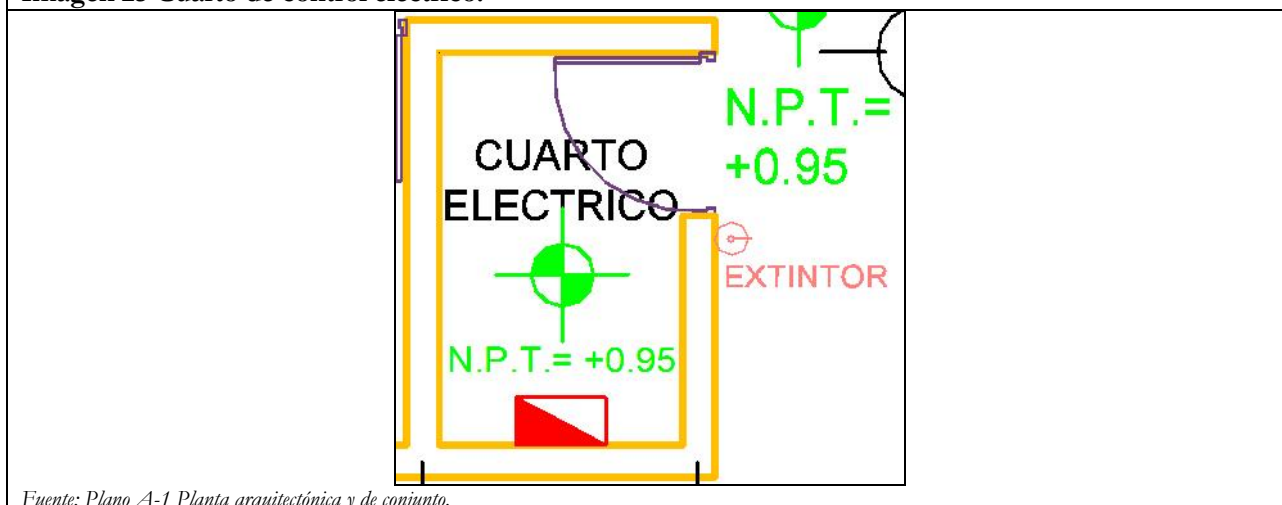 Imagen 25 Cuarto de control eléctrico.
N.P.T.=
+0.95
CUARTO
ELECTRICO
EXTINTOR
N.P.T.= +0.95
Fuente: Plano A-1 Planta arquitectónica y de conjunto.